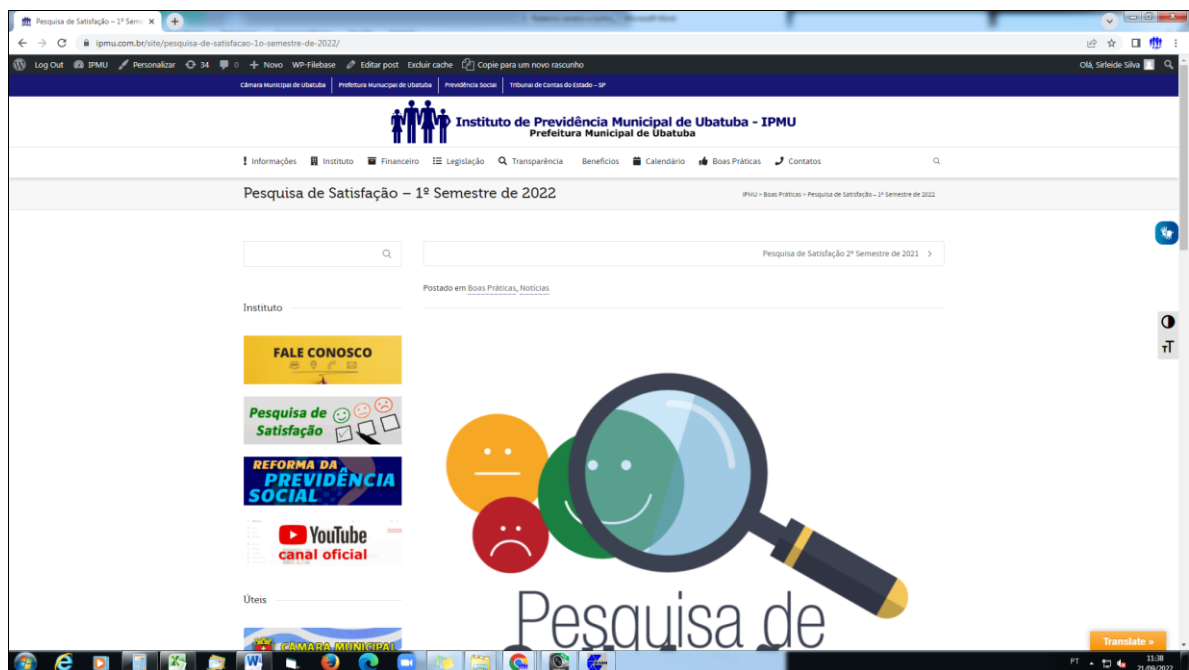 Pesquisa de Satisfação – 1º Sem
ipmu.com.br/site/pesquisa-de-satisfacao-1o-semestre-de-2022/
Log Out IPMU Personalizar 34 0 + Novo WP-Filebase Editar post Excluir cache Copie para um novo rascunho Olá, Sirleide Silva
Câmara Municipal de Ubatuba Prefeitura Munucipal de Ubatuba Previdência Social Tribunal de Contas do Estado – SP
Instituto de Previdência Municipal de Ubatuba - IPMU
Prefeitura Municipal de Ubatuba
Informações Instituto Financeiro Legislação Transparência Benefícios Calendário Boas Práticas Contatos
Pesquisa de Satisfação – 1º Semestre de 2022
IPMU > Boas Práticas > Pesquisa de Satisfação – 1º Semestre de 2022
Pesquisa de Satisfação 2º Semestre de 2021 >
Postado em Boas Práticas, Notícias
Instituto
FALE CONOSCO
Pesquisa de
Satisfação
REFORMA DA
PREVIDÊNCIA
SOCIAL
YouTube
canal oficial
Úteis
CÂMARA MUNICIPAL
Pesquisa de
Translate »
PT 11:38
21/09/2022